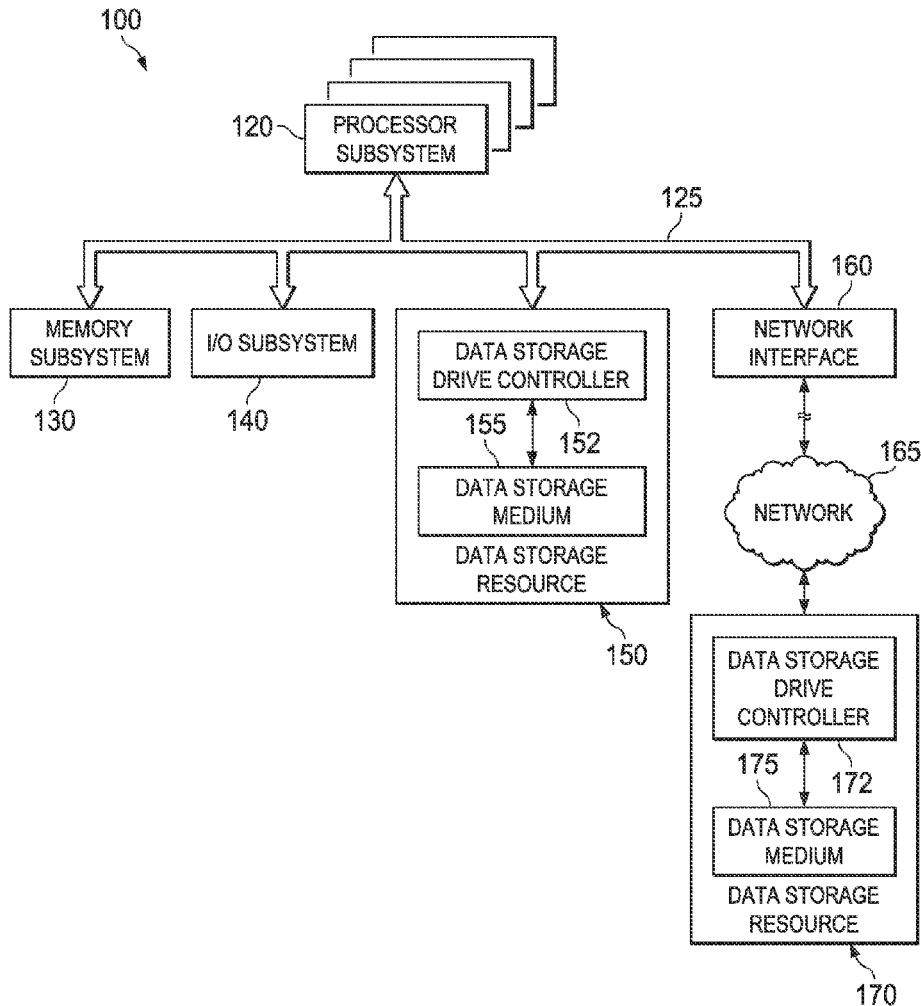 100
120
PROCESSOR
SUBSYSTEM
125
160
MEMORY
SUBSYSTEM
130
I/O SUBSYSTEM
140
DATA STORAGE
DRIVE CONTROLLER
155
152
DATA STORAGE
MEDIUM
DATA STORAGE
RESOURCE
150
NETWORK
INTERFACE
165
NETWORK
DATA STORAGE
DRIVE
CONTROLLER
175
172
DATA STORAGE
MEDIUM
DATA STORAGE
RESOURCE
170